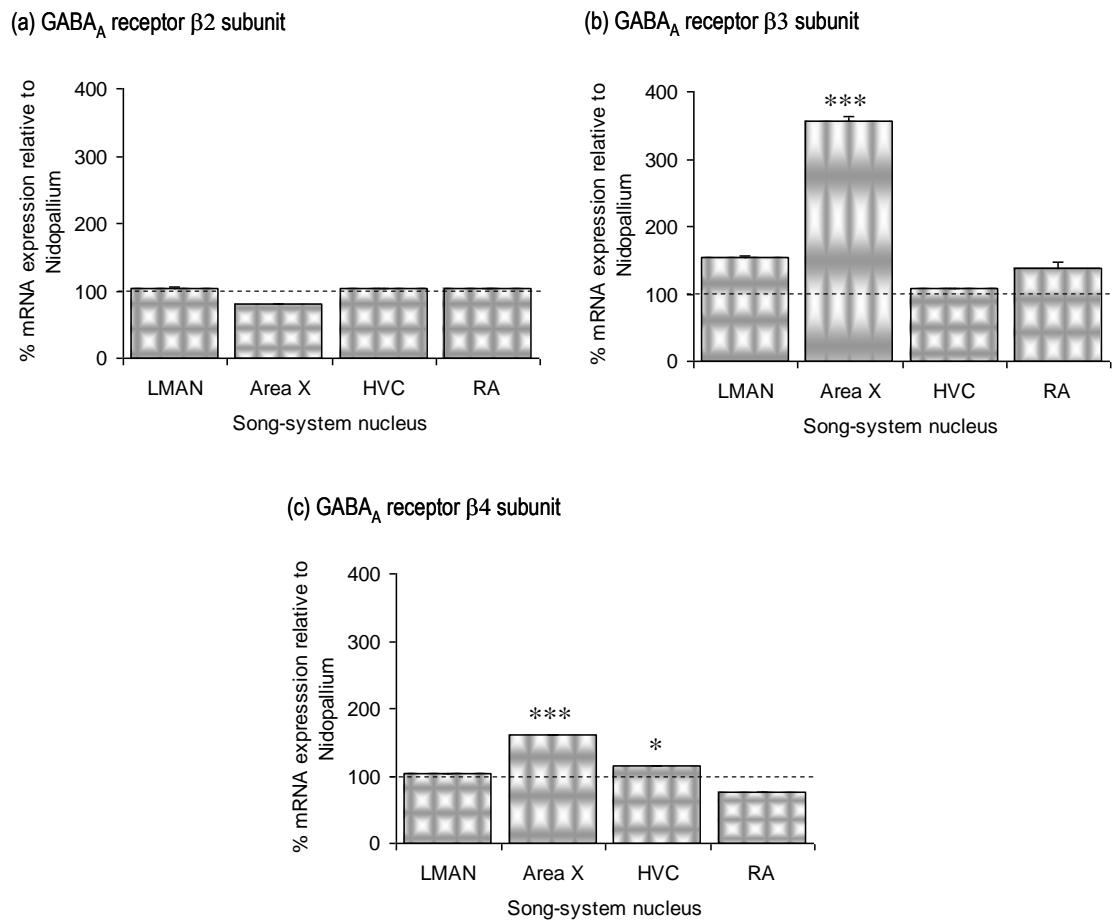 (a) GABA_A receptor β2 subunit
% mRNA expression relative to
Nidopallium
400
300
200
100
0
LMAN Area X HVC RA
Song-system nucleus
(b) GABA_A receptor β3 subunit
% mRNA expression relative to
Nidopallium
400
300
200
100
0
***
LMAN Area X HVC RA
Song-system nucleus
(c) GABA_A receptor β4 subunit
% mRNA expresssion relative to
Nidopallium
400
300
200
100
0
***
*
LMAN Area X HVC RA
Song-system nucleus